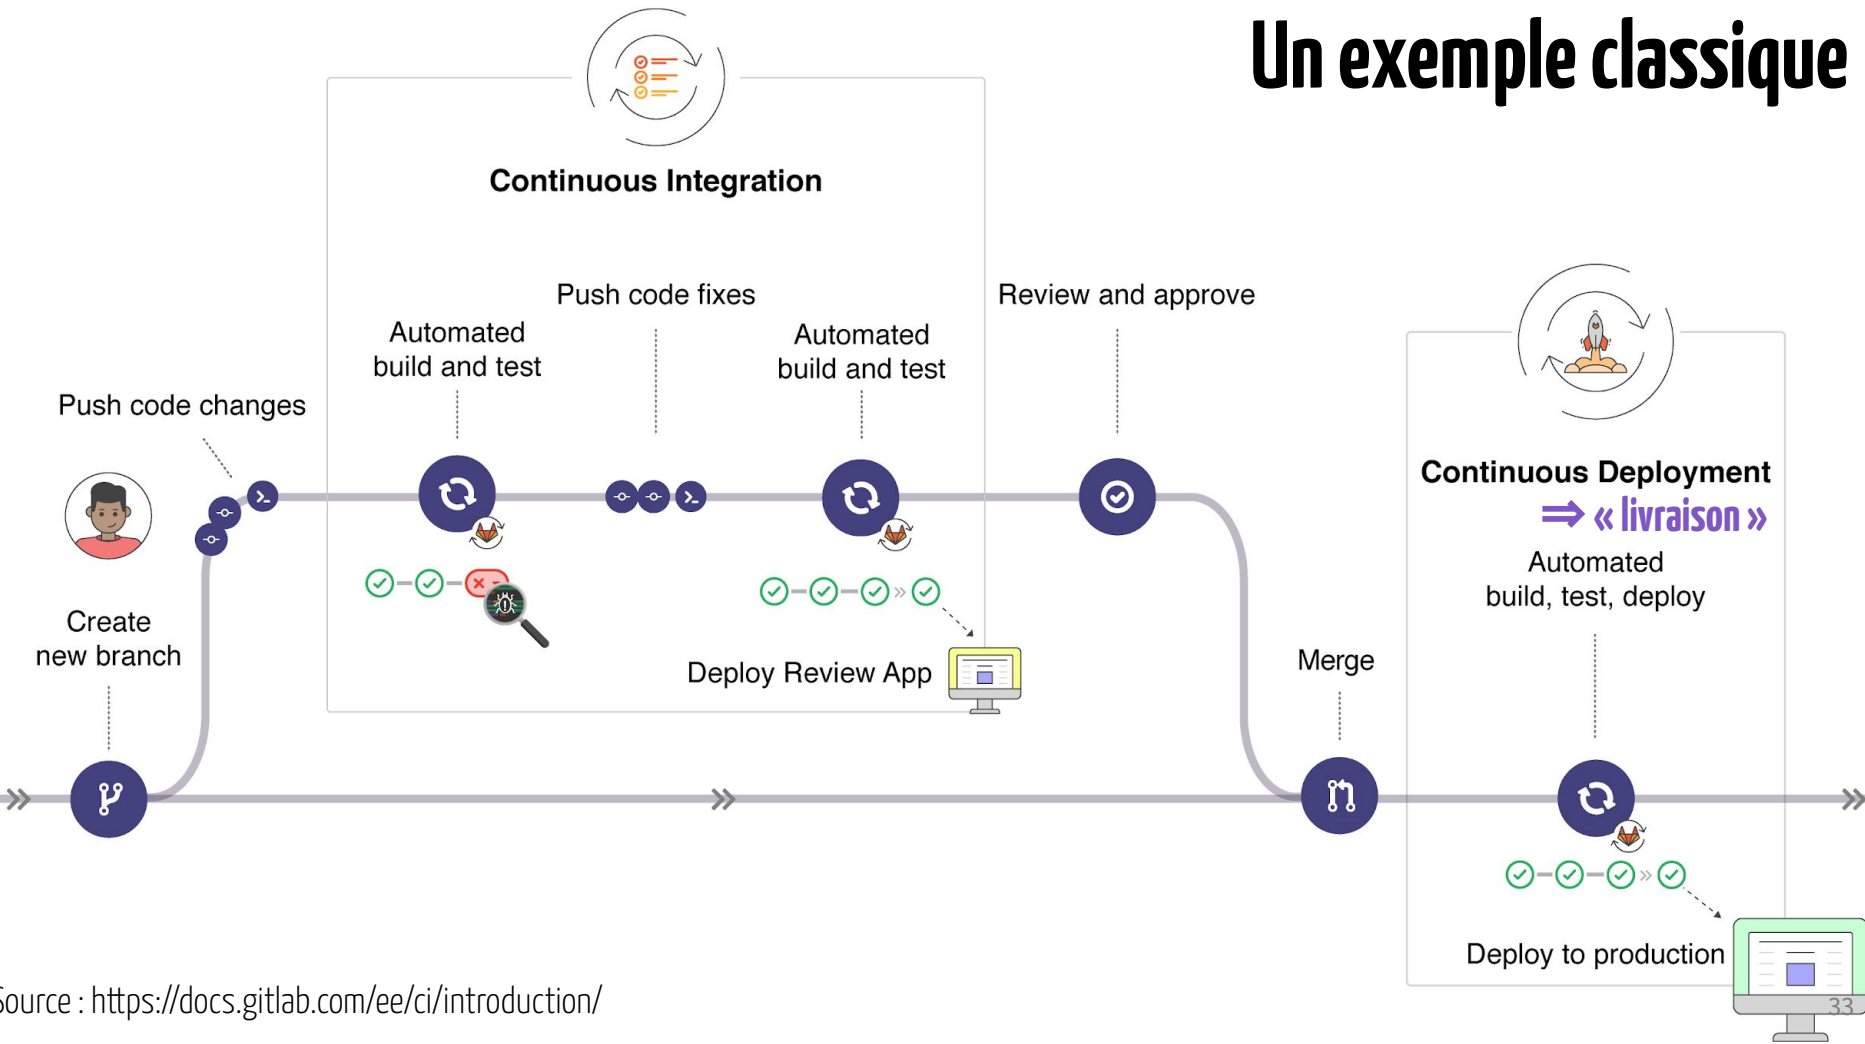 Un exemple classique
Continuous Integration
Push code fixes
Review and approve
Automated
build and test
Automated
build and test
Push code changes
Continuous Deployment
⇒ « livraison »
Automated
build, test, deploy
Create
new branch
Merge
Deploy Review App
Deploy to production
Source : https://docs.gitlab.com/ee/ci/introduction/
33